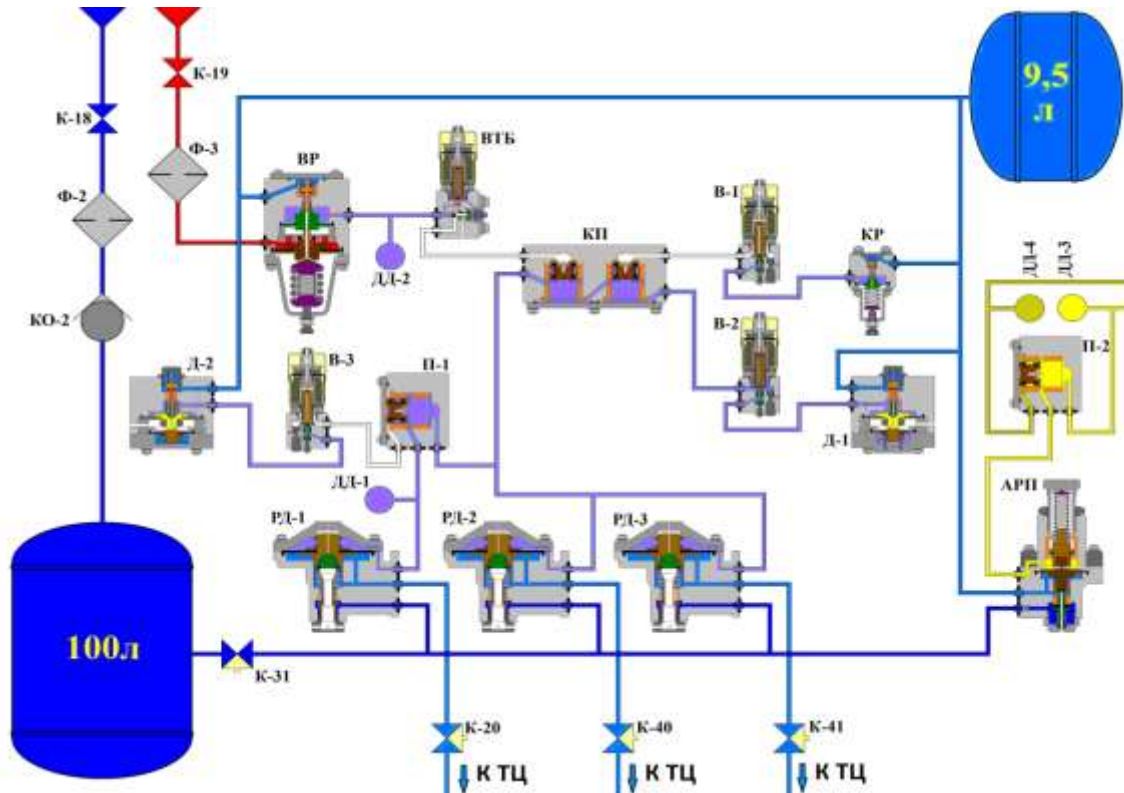 К-19
9,5
л
К-18
Ф-3
ВТБ
ВР
Ф-2
В-1
КП
КР
ДД-4
ДД-3
ДД-2
КО-2
В-2
П-2
Д-2
В-3
П-1
Д-1
ДД-1
АРП
РД-1
РД-2
РД-3
100л
К-31
К-20
К-40
К-41
К ТЦ
К ТЦ
К ТЦ